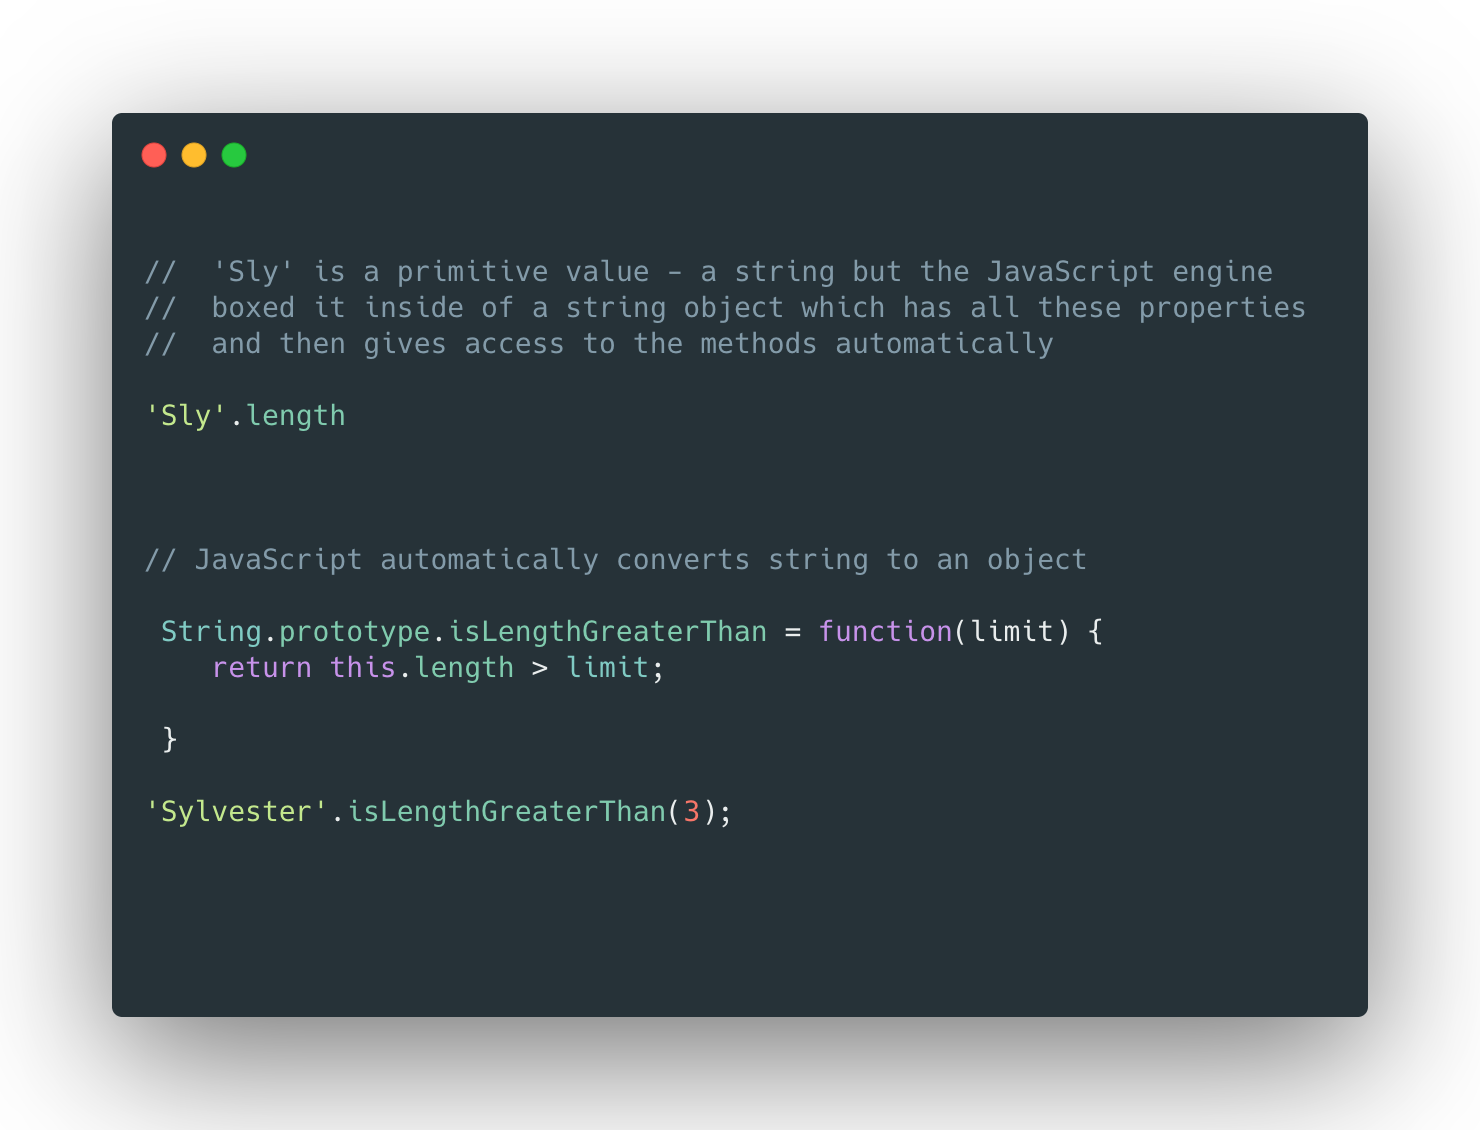 //  'Sly' is a primitive value - a string but the JavaScript engine
//  boxed it inside of a string object which has all these properties
//  and then gives access to the methods automatically
'Sly'.length
// JavaScript automatically converts string to an object
String.prototype.isLengthGreaterThan = function(limit) {
return this.length > limit;
}
'Sylvester'.isLengthGreaterThan(3);